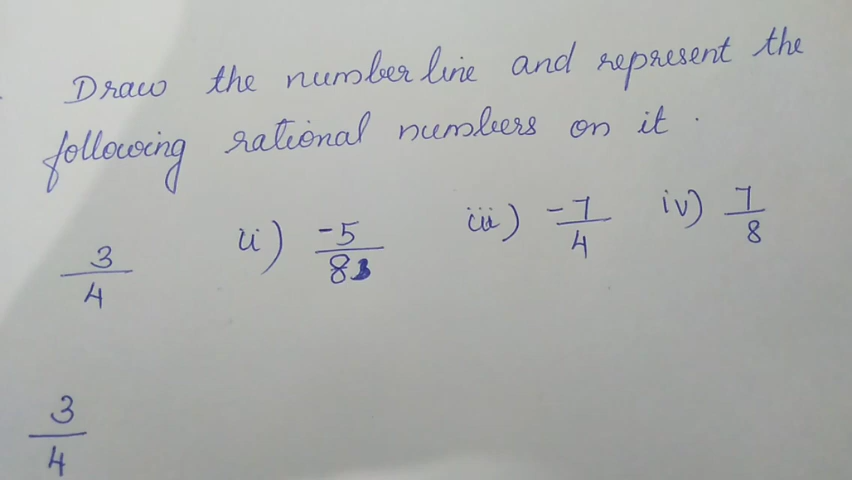 Draw the number line and represent the
following rational numbers on it.
3/4 ii) -5/8 iii) -7/4 iv) 7/8
3/4